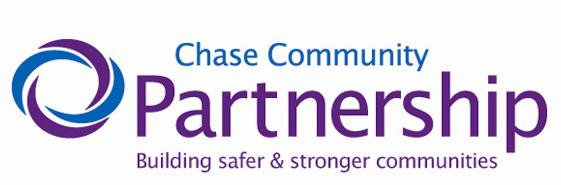 Chase Community
Partnership
Building safer & stronger communities